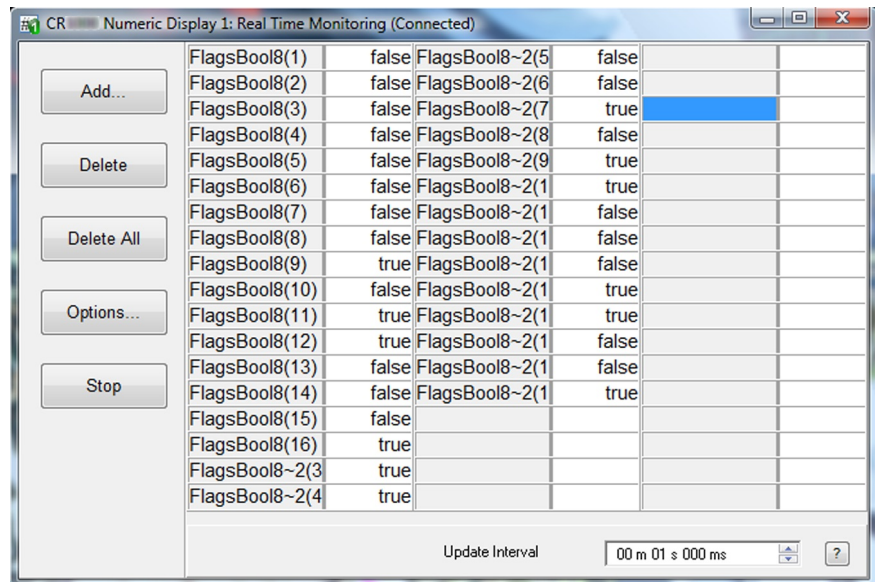 CR Numeric Display 1: Real Time Monitoring (Connected)
Add...
Delete
Delete All
Options...
Stop
FlagsBool8(1) false FlagsBool8~2(5 false
FlagsBool8(2) false FlagsBool8~2(6 false
FlagsBool8(3) false FlagsBool8~2(7 true
FlagsBool8(4) false FlagsBool8~2(8 false
FlagsBool8(5) false FlagsBool8~2(9 true
FlagsBool8(6) false FlagsBool8~2(1 true
FlagsBool8(7) false FlagsBool8~2(1 false
FlagsBool8(8) false FlagsBool8~2(1 false
FlagsBool8(9) true FlagsBool8~2(1 false
FlagsBool8(10) false FlagsBool8~2(1 true
FlagsBool8(11) true FlagsBool8~2(1 true
FlagsBool8(12) true FlagsBool8~2(1 false
FlagsBool8(13) false FlagsBool8~2(1 false
FlagsBool8(14) false FlagsBool8~2(1 true
FlagsBool8(15) false
FlagsBool8(16) true
FlagsBool8~2(3 true
FlagsBool8~2(4 true
Update Interval 00 m 01 s 000 ms ?